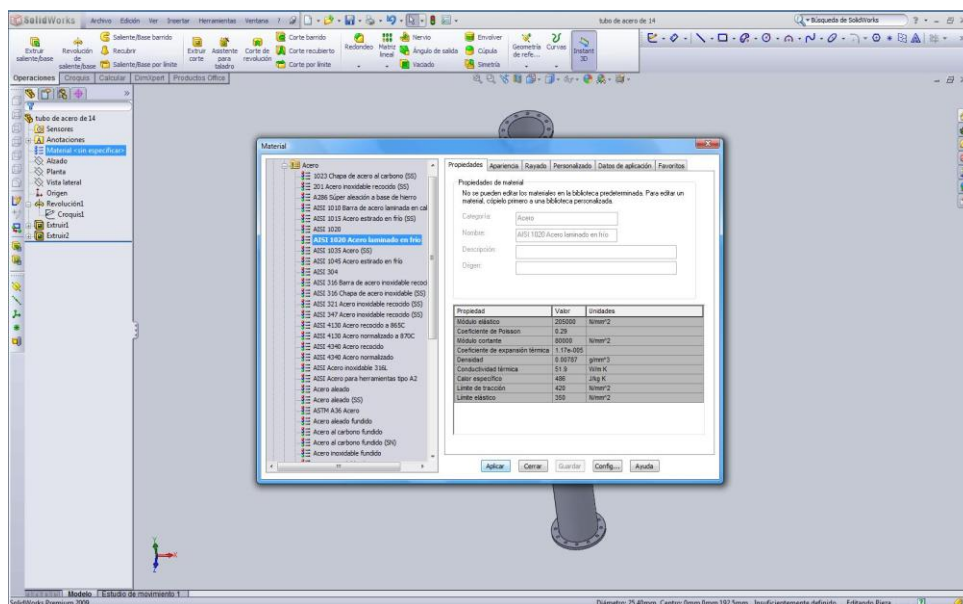 SolidWorks Archivo Edición Ver Insertar Herramientas Ventana ? tubo de acero de 14 Búsqueda de SolidWorks
Extruir saliente/base
Revolución de saliente/base
Saliente/Base barrido
Recubrir
Saliente/Base por límite
Extruir corte
Asistente para taladro
Corte de revolución
Corte barrido
Corte recubierto
Corte por límite
Redondeo
Matriz lineal
Nervio
Ángulo de salida
Vaciado
Envolver
Cúpula
Simetría
Geometría de refe...
Curvas
Instant 3D
Operaciones Croquis Calcular DimXpert Productos Office
tubo de acero de 14
Sensores
Anotaciones
Material <sin especificar>
Alzado
Planta
Vista lateral
Origen
Revolución1
Croquis1
Extruir1
Extruir2
Material
Acero
1023 Chapa de acero al carbono (SS)
201 Acero inoxidable recocido (SS)
A286 Súper aleación a base de hierro
AISI 1010 Barra de acero laminada en cal
AISI 1015 Acero estirado en frío (SS)
AISI 1020
AISI 1020 Acero laminado en frío
AISI 1035 Acero (SS)
AISI 1045 Acero estirado en frío
AISI 304
AISI 316 Barra de acero inoxidable recoci
AISI 316 Chapa de acero inoxidable (SS)
AISI 321 Acero inoxidable recocido (SS)
AISI 347 Acero inoxidable recocido (SS)
AISI 4130 Acero recocido a 865C
AISI 4130 Acero normalizado a 870C
AISI 4340 Acero recocido
AISI 4340 Acero normalizado
AISI Acero inoxidable 316L
AISI Acero para herramientas tipo A2
Acero aleado
Acero aleado (SS)
ASTM A36 Acero
Acero aleado fundido
Acero al carbono fundido
Acero al carbono fundido (SN)
Acero inoxidable fundido
Propiedades Apariencia Rayado Personalizado Datos de aplicación Favoritos
Propiedades de material
No se pueden editar los materiales en la biblioteca predeterminada. Para editar un
material, cópielo primero a una biblioteca personalizada.
Categoría: Acero
Nombre: AISI 1020 Acero laminado en frío
Descripción:
Origen:
Propiedad Valor Unidades
Módulo elástico 205000 N/mm^2
Coeficiente de Poisson 0.29
Módulo cortante 80000 N/mm^2
Coeficiente de expansión térmica 1.17e-005
Densidad 0.00787 g/mm^3
Conductividad térmica 51.9 W/m K
Calor específico 486 J/kg K
Límite de tracción 420 N/mm^2
Límite elástico 350 N/mm^2
Aplicar Cerrar Guardar Config... Ayuda
Modelo Estudio de movimiento 1
SolidWorks Premium 2009 Insuficientemente definido Editando Pieza